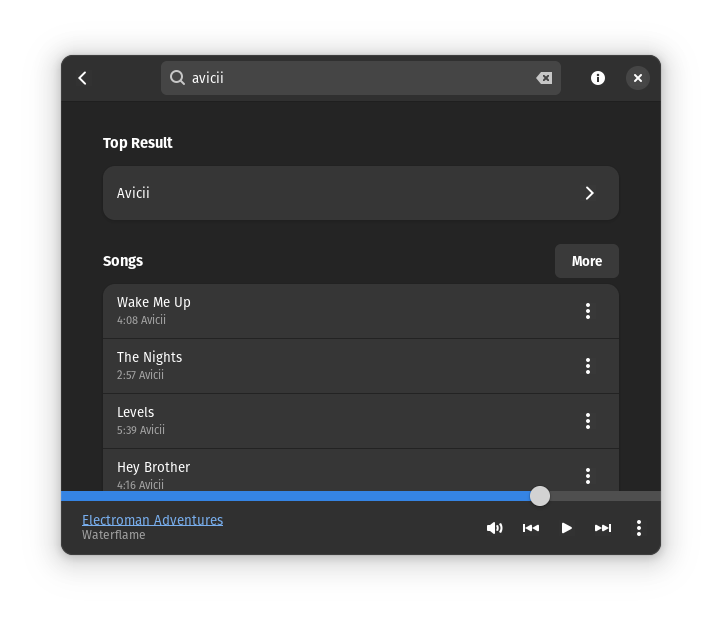 avicii
Top Result
Avicii
Songs
More
Wake Me Up
4:08 Avicii
The Nights
2:57 Avicii
Levels
5:39 Avicii
Hey Brother
4:16 Avicii
Electroman Adventures
Waterflame